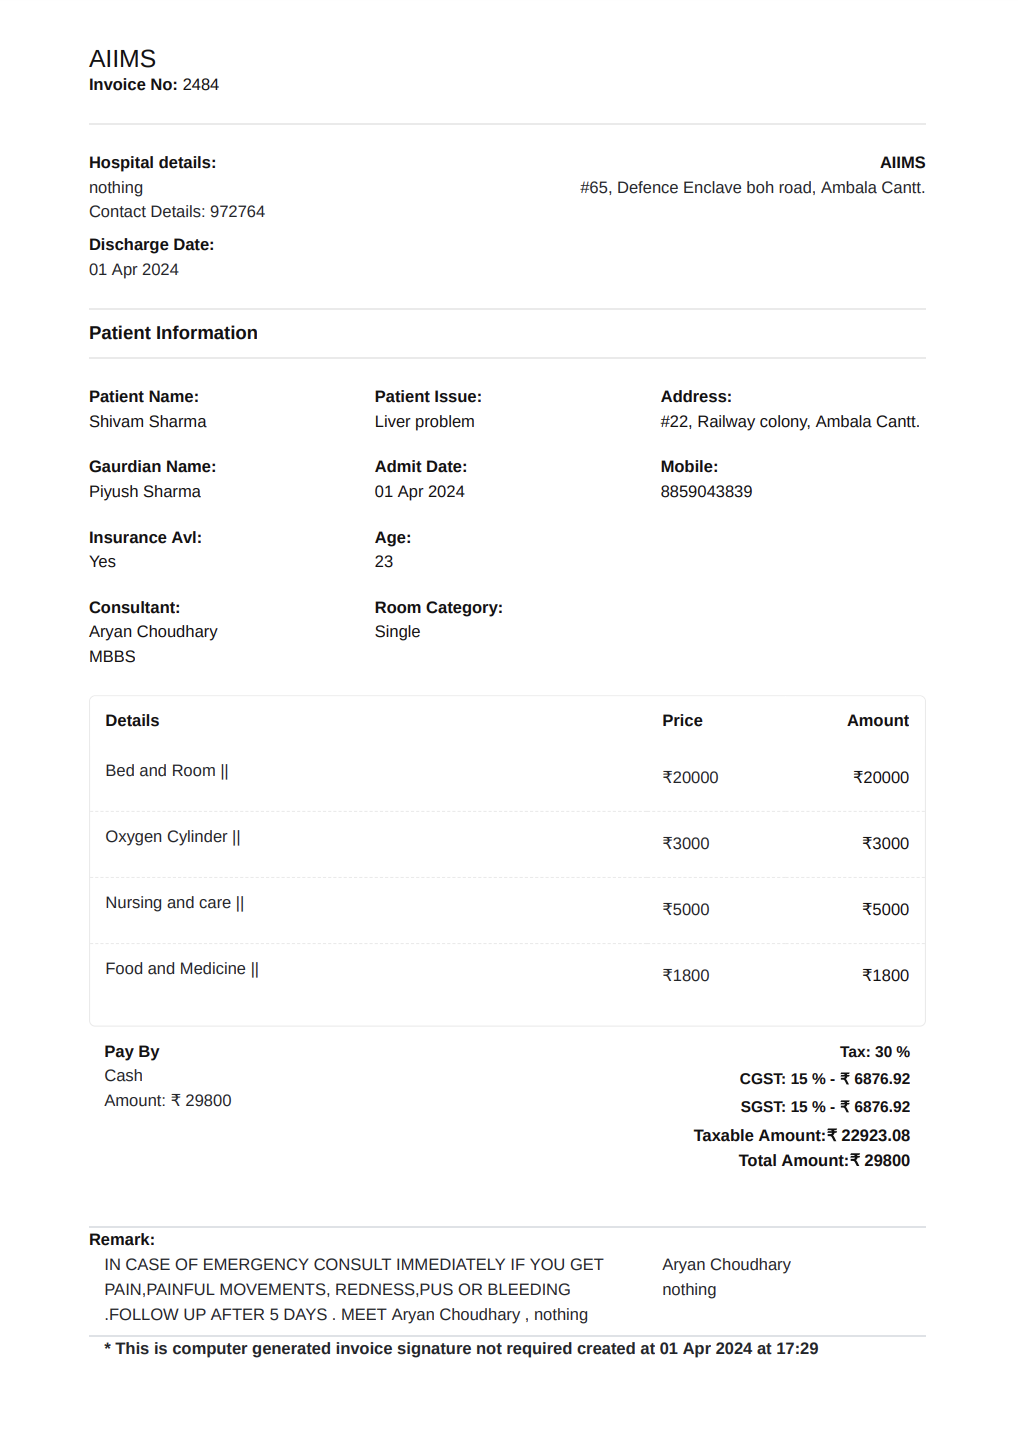 AIIMS
Invoice No: 2484
Hospital details:
AIIMS
nothing
#65, Defence Enclave boh road, Ambala Cantt.
Contact Details: 972764
Discharge Date:
01 Apr 2024
Patient Information
Patient Name:
Patient Issue:
Address:
Shivam Sharma
Liver problem
#22, Railway colony, Ambala Cantt.
Gaurdian Name:
Admit Date:
Mobile:
Piyush Sharma
01 Apr 2024
8859043839
Insurance Avl:
Age:
Yes
23
Consultant:
Room Category:
Aryan Choudhary
Single
MBBS
Details Price Amount
Bed and Room || ₹20000 ₹20000
Oxygen Cylinder || ₹3000 ₹3000
Nursing and care || ₹5000 ₹5000
Food and Medicine || ₹1800 ₹1800
Pay By
Cash
Amount: ₹ 29800
Tax: 30 %
CGST: 15 % - ₹ 6876.92
SGST: 15 % - ₹ 6876.92
Taxable Amount:₹ 22923.08
Total Amount:₹ 29800
Remark:
IN CASE OF EMERGENCY CONSULT IMMEDIATELY IF YOU GET
PAIN,PAINFUL MOVEMENTS, REDNESS,PUS OR BLEEDING
.FOLLOW UP AFTER 5 DAYS . MEET Aryan Choudhary , nothing
Aryan Choudhary
nothing
* This is computer generated invoice signature not required created at 01 Apr 2024 at 17:29